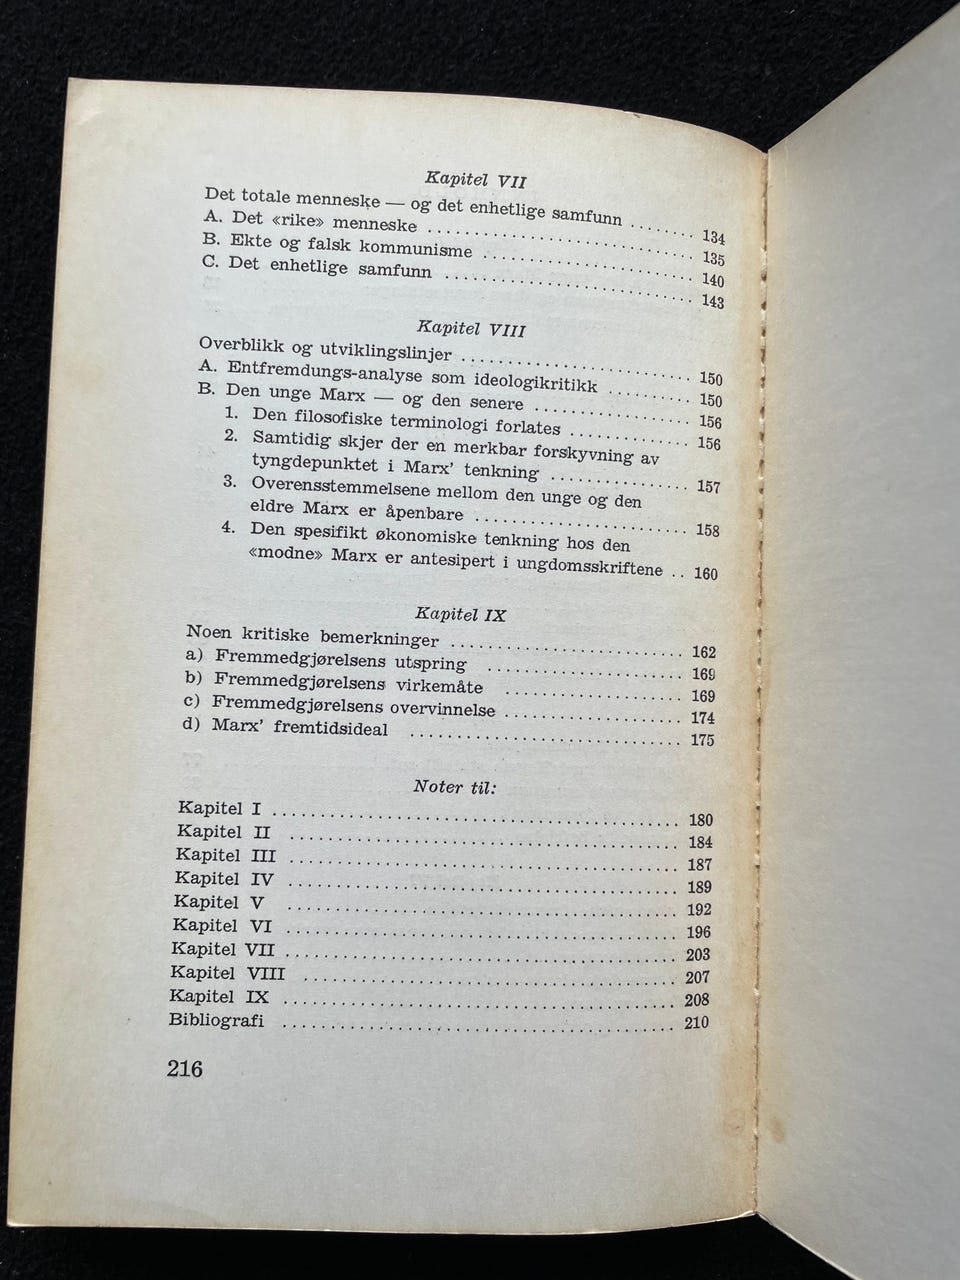 Kapitel VII
Det totale menneske — og det enhetlige samfunn ........ 134
A. Det «rike» menneske ........................ 135
B. Ekte og falsk kommunisme .................... 140
C. Det enhetlige samfunn ...................... 143
Kapitel VIII
Overblikk og utviklingslinjer ...................... 150
A. Entfremdungs-analyse som ideologikritikk ......... 150
B. Den unge Marx — og den senere ................ 156
1. Den filosofiske terminologi forlates ............ 156
2. Samtidig skjer der en merkbar forskyvning av
tyngdepunktet i Marx' tenkning .............. 157
3. Overensstemmelsene mellom den unge og den
eldre Marx er åpenbare ...................... 158
4. Den spesifikt økonomiske tenkning hos den
«modne» Marx er antesipert i ungdomsskriftene .. 160
Kapitel IX
Noen kritiske bemerkninger ........................ 162
a) Fremmedgjørelsens utspring .................... 169
b) Fremmedgjørelsens virkemåte .................. 169
c) Fremmedgjørelsens overvinnelse .................. 174
d) Marx' fremtidsideal ............................ 175
Noter til:
Kapitel I .......................................... 180
Kapitel II ........................................ 184
Kapitel III ........................................ 187
Kapitel IV ........................................ 189
Kapitel V ........................................ 192
Kapitel VI ........................................ 196
Kapitel VII ........................................ 203
Kapitel VIII ...................................... 207
Kapitel IX ........................................ 208
Bibliografi ........................................ 210
216